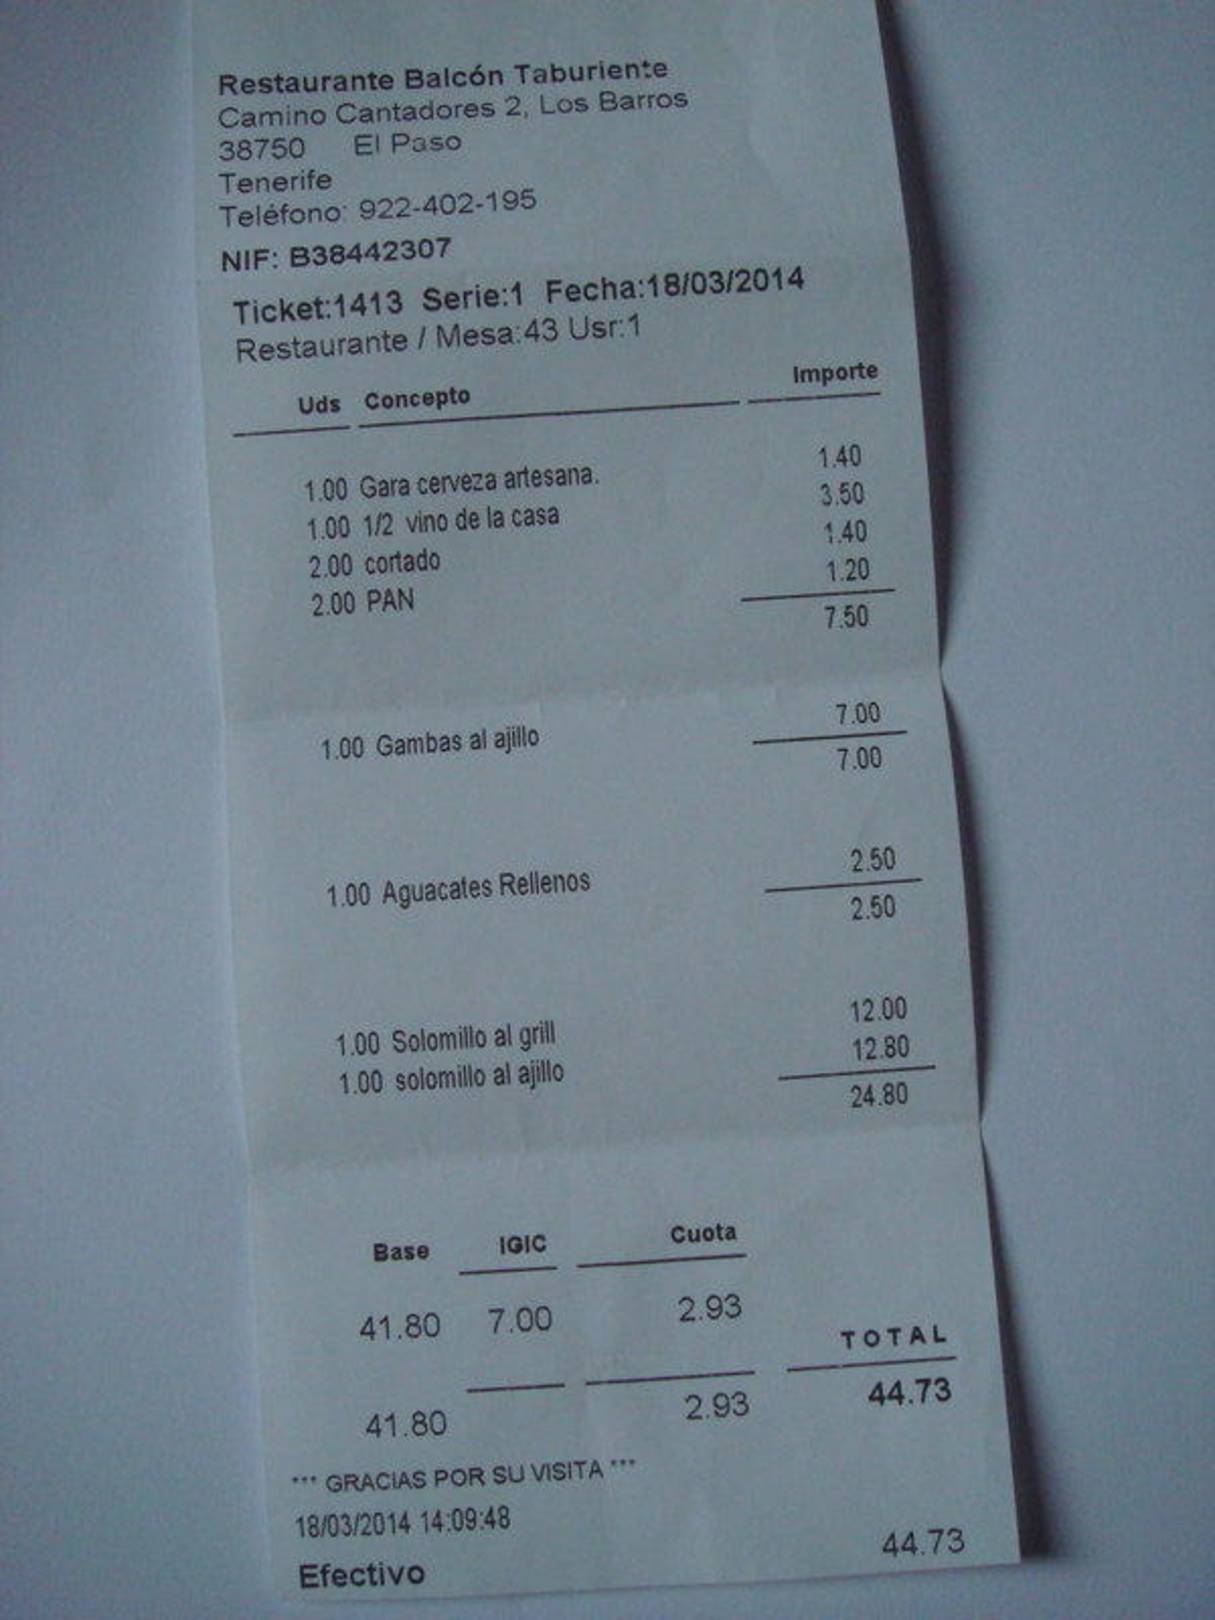 Restaurante Balcón Taburiente
Camino Cantadores 2, Los Barros
38750 El Paso
Tenerife
Teléfono: 922-402-195
NIF: B38442307
Ticket:1413 Serie:1 Fecha:18/03/2014
Restaurante / Mesa:43 Usr:1
Uds Concepto Importe
1.00 Gara cerveza artesana. 1.40
1.00 1/2 vino de la casa 3.50
2.00 cortado 1.40
2.00 PAN 1.20
7.50
1.00 Gambas al ajillo 7.00
7.00
1.00 Aguacates Rellenos 2.50
2.50
1.00 Solomillo al grill 12.00
1.00 solomillo al ajillo 12.80
24.80
Base IGIC Cuota
41.80 7.00 2.93
TOTAL
41.80 2.93 44.73
*** GRACIAS POR SU VISITA ***
18/03/2014 14:09:48
Efectivo 44.73